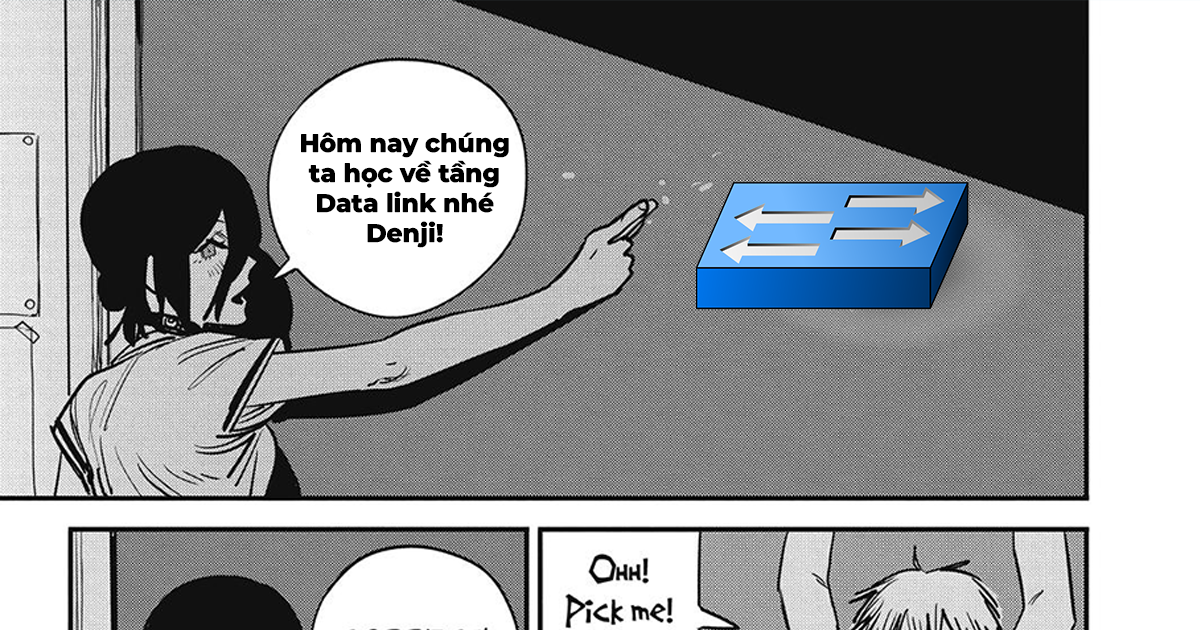 Hôm nay chúng
ta học về tầng
Data link nhé
Denji!
Ohh!
Pick me!